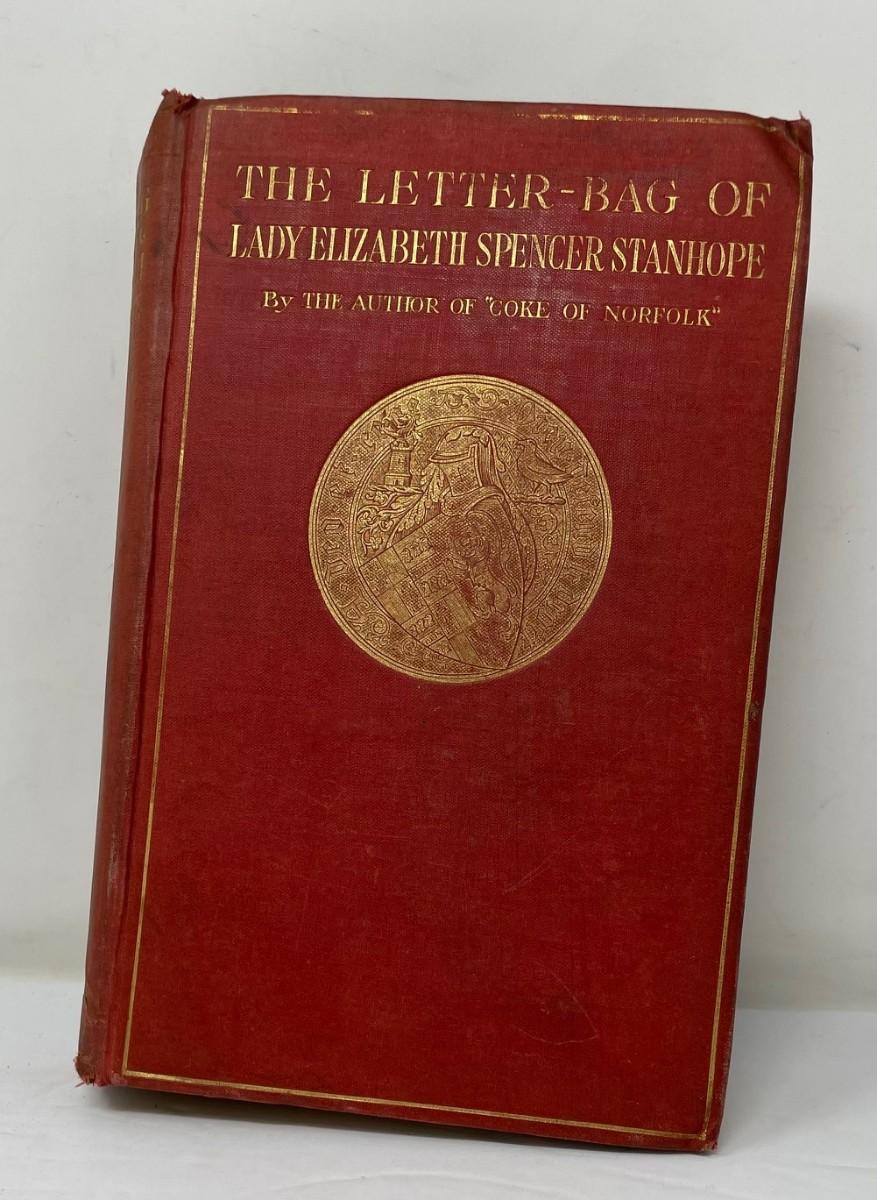 THE LETTER-BAG OF
LADY ELIZABETH SPENCER STANHOPE
By THE AUTHOR OF "COKE OF NORFOLK"